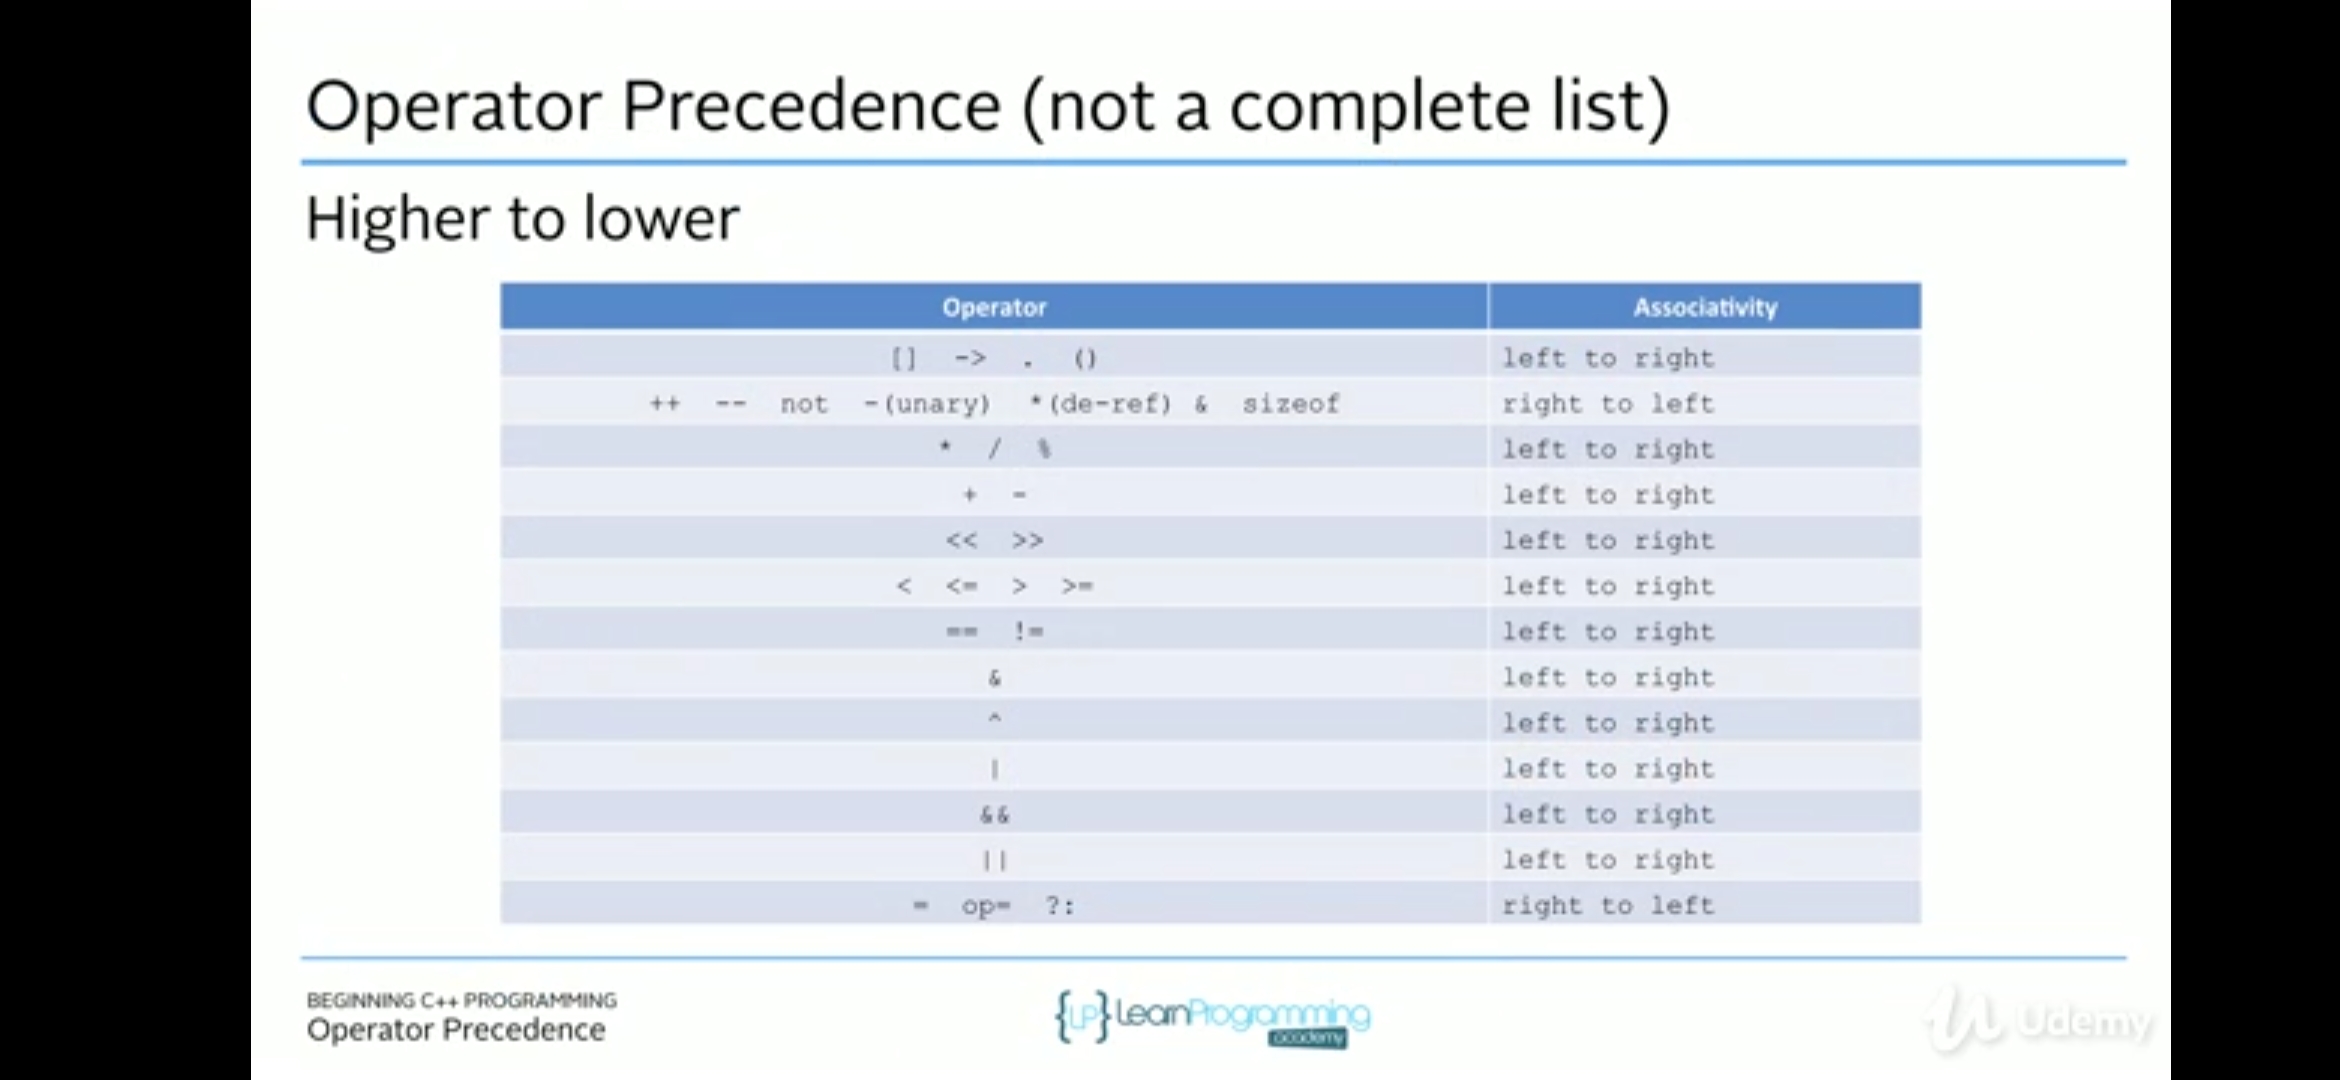 Operator Precedence (not a complete list)
Higher to lower
Operator Associativity
[] -> . () left to right
++ -- not -(unary) *(de-ref) & sizeof right to left
* / % left to right
+ - left to right
<< >> left to right
< <= > >= left to right
== != left to right
& left to right
^ left to right
| left to right
&& left to right
|| left to right
= op= ?: right to left
BEGINNING C++ PROGRAMMING
Operator Precedence
{LP} LearnProgramming
academy
Udemy